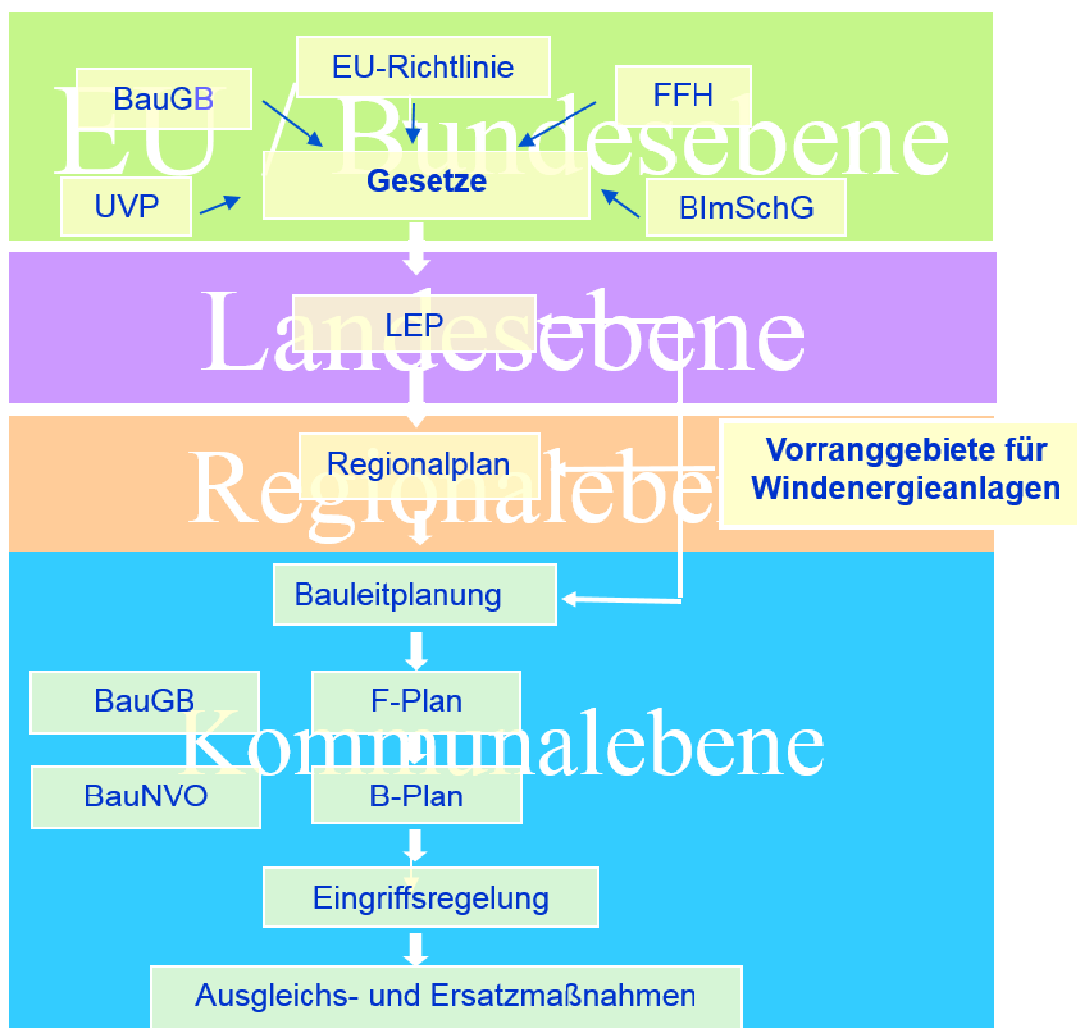 EU / Bundesebene
EU-Richtlinie
BauGB
FFH
Gesetze
UVP
BImSchG
Landesebene
LEP
Regionalebe
Regionalplan
Vorranggebiete für
Windenergieanlagen
Kommunalebene
Bauleitplanung
BauGB
F-Plan
BauNVO
B-Plan
Eingriffsregelung
Ausgleichs- und Ersatzmaßnahmen